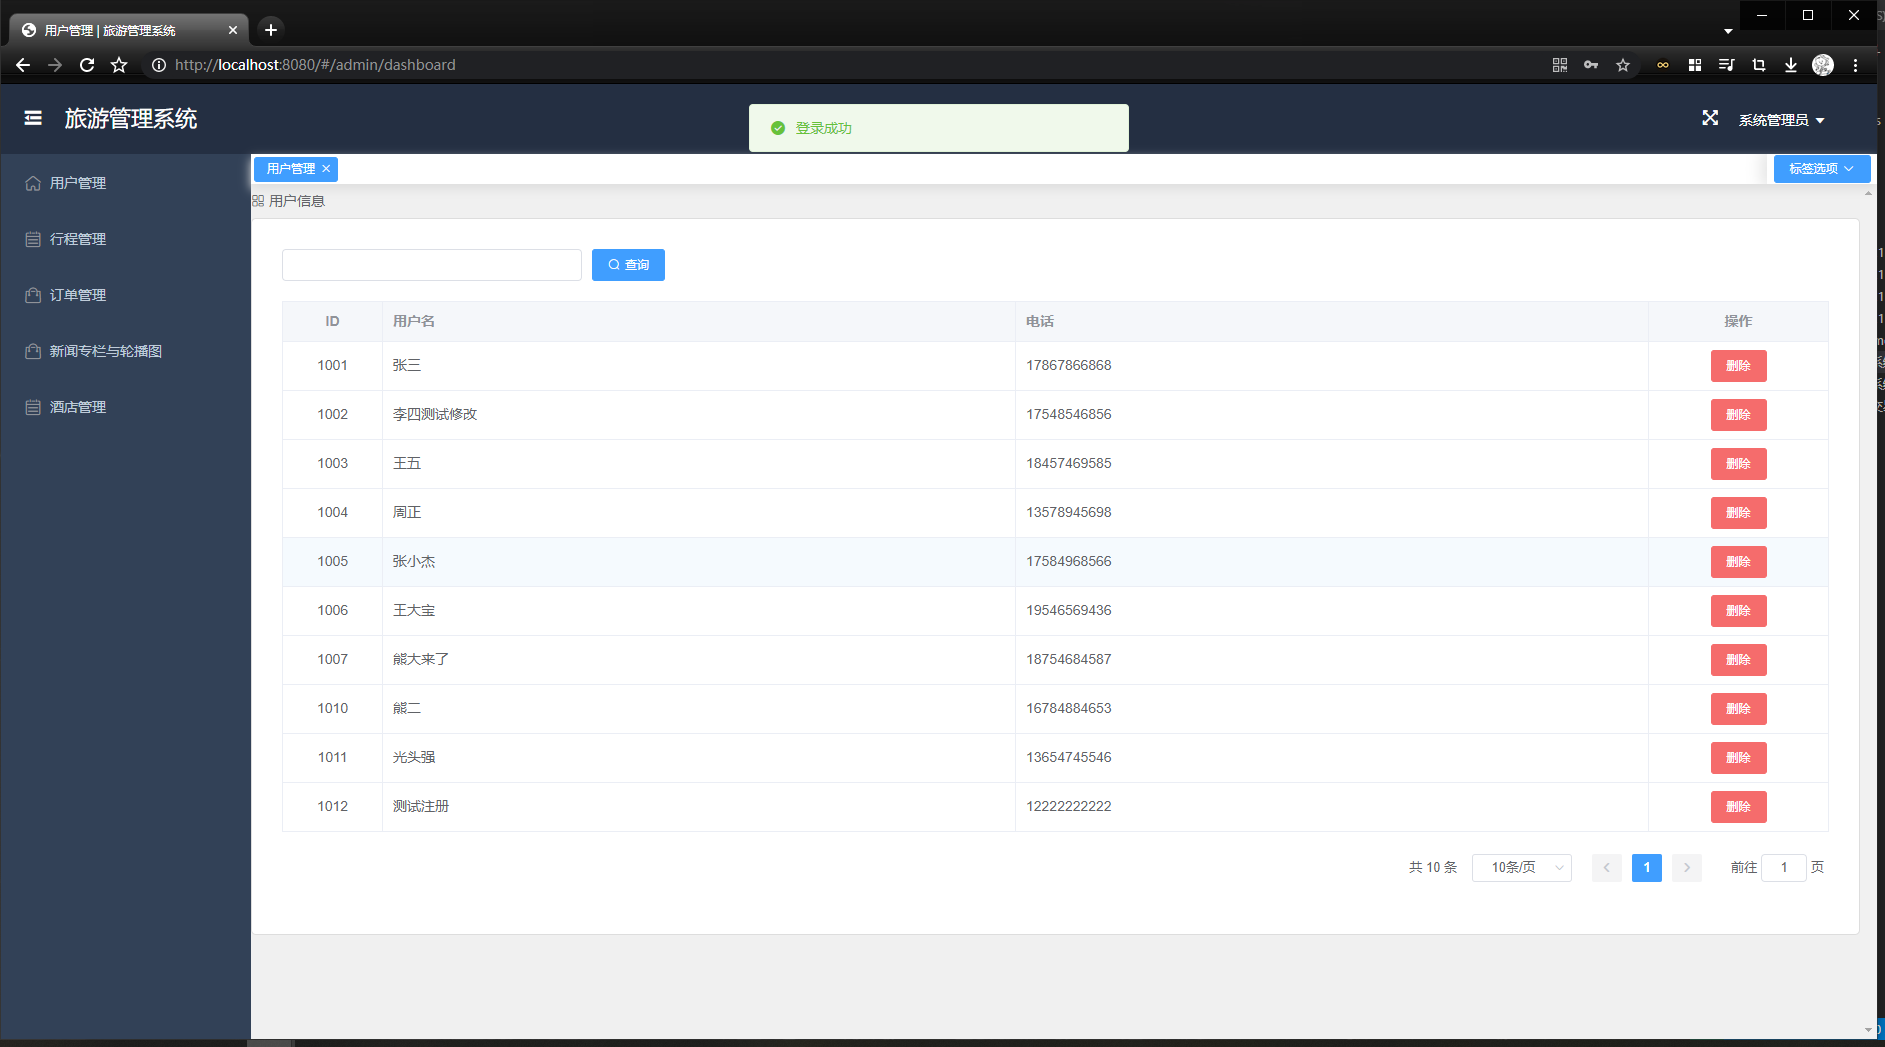 用户管理 | 旅游管理系统
http://localhost:8080/#/admin/dashboard
旅游管理系统
登录成功
系统管理员
用户管理
行程管理
订单管理
新闻专栏与轮播图
酒店管理
用户管理
标签选项
用户信息
查询
ID 用户名 电话 操作
1001 张三 17867866868 删除
1002 李四测试修改 17548546856 删除
1003 王五 18457469585 删除
1004 周正 13578945698 删除
1005 张小杰 17584968566 删除
1006 王大宝 19546569436 删除
1007 熊大来了 18754684587 删除
1010 熊二 16784884653 删除
1011 光头强 13654745546 删除
1012 测试注册 12222222222 删除
共 10 条 10条/页 1 前往 1 页